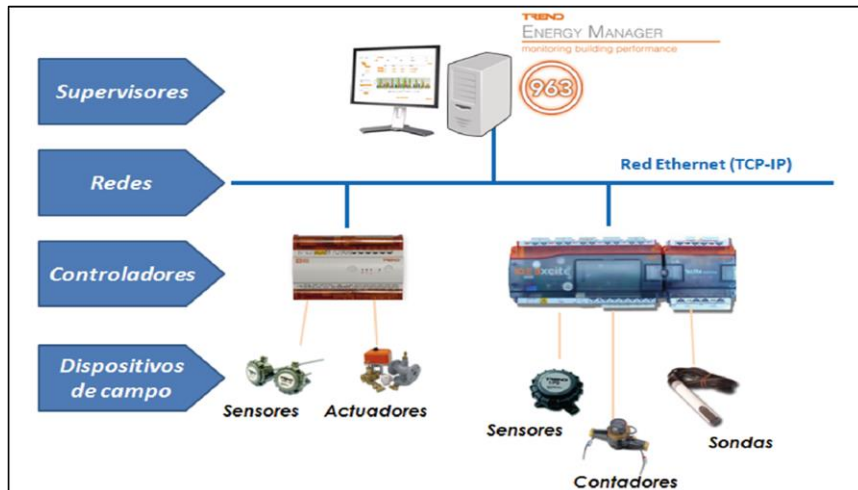 TREND
ENERGY MANAGER
monitoring building performance
963
Supervisores
Redes
Red Ethernet (TCP-IP)
Controladores
Dispositivos
de campo
Sensores
Actuadores
Sensores
Contadores
Sondas